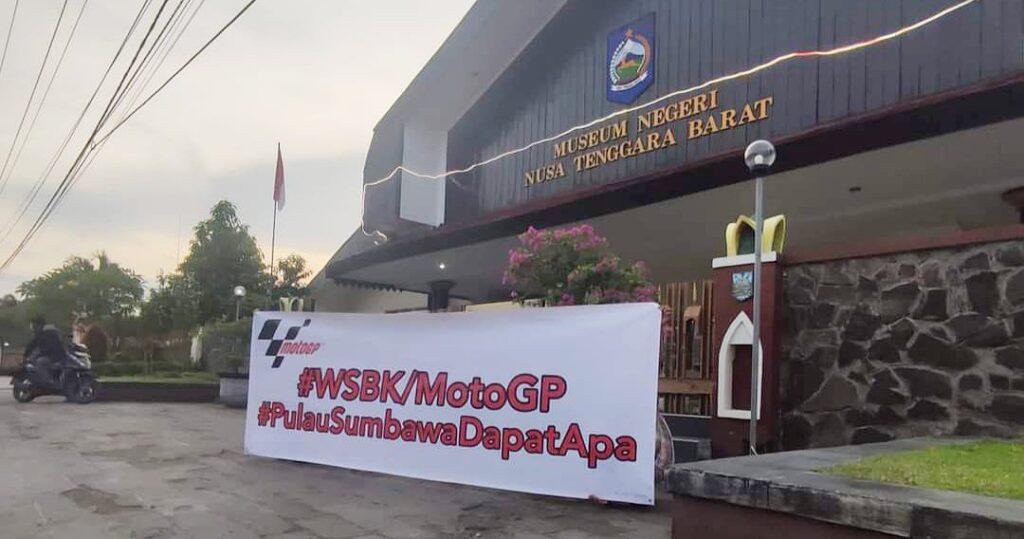 MUSEUM NEGERI
NUSA TENGGARA BARAT
MotoGP
#WSBK/MotoGP
#PulauSumbawaDapatApa